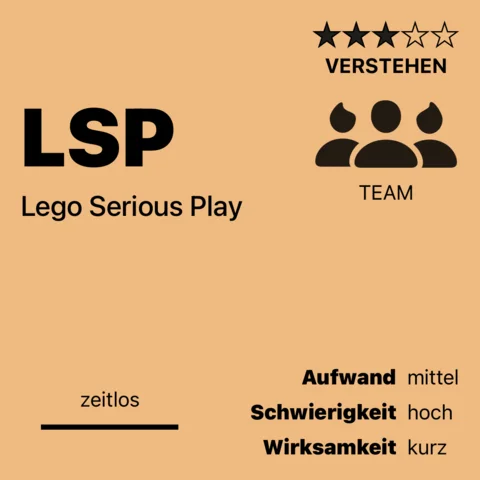 VERSTEHEN
LSP
Lego Serious Play
TEAM
zeitlos
Aufwand mittel
Schwierigkeit hoch
Wirksamkeit kurz